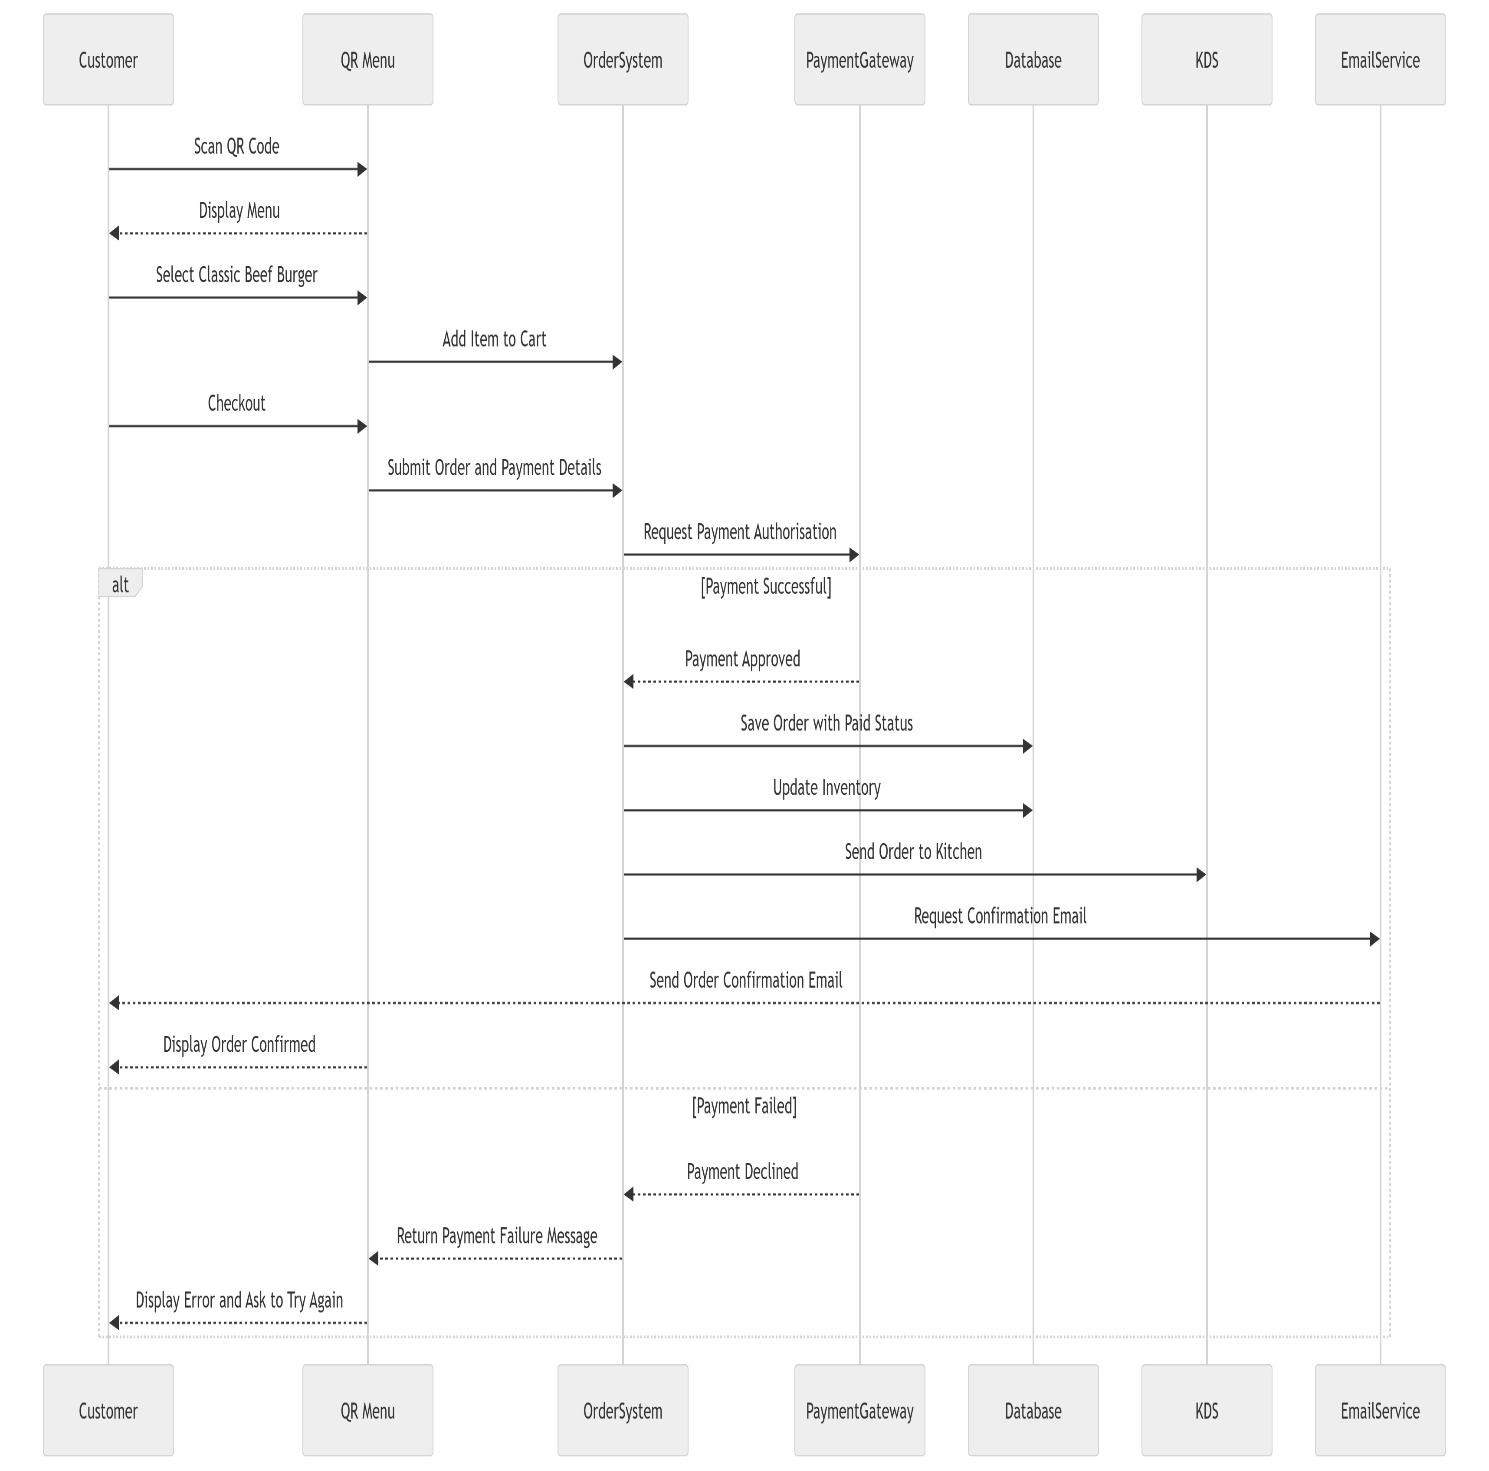 Customer QR Menu OrderSystem PaymentGateway Database KDS EmailService
Scan QR Code
Display Menu
Select Classic Beef Burger
Add Item to Cart
Checkout
Submit Order and Payment Details
Request Payment Authorisation
alt [Payment Successful]
Payment Approved
Save Order with Paid Status
Update Inventory
Send Order to Kitchen
Request Confirmation Email
Send Order Confirmation Email
Display Order Confirmed
[Payment Failed]
Payment Declined
Return Payment Failure Message
Display Error and Ask to Try Again
Customer QR Menu OrderSystem PaymentGateway Database KDS EmailService